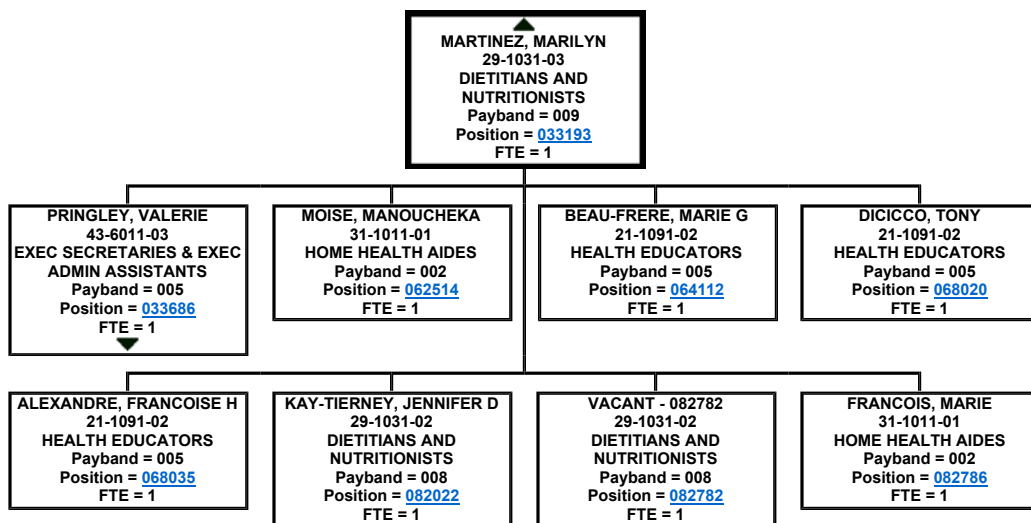 MARTINEZ, MARILYN
29-1031-03
DIETITIANS AND
NUTRITIONISTS
Payband = 009
Position = 033193
FTE = 1
PRINGLEY, VALERIE
43-6011-03
EXEC SECRETARIES & EXEC
ADMIN ASSISTANTS
Payband = 005
Position = 033686
FTE = 1
MOISE, MANOUCHEKA
31-1011-01
HOME HEALTH AIDES
Payband = 002
Position = 062514
FTE = 1
BEAU-FRERE, MARIE G
21-1091-02
HEALTH EDUCATORS
Payband = 005
Position = 064112
FTE = 1
DICICCO, TONY
21-1091-02
HEALTH EDUCATORS
Payband = 005
Position = 068020
FTE = 1
ALEXANDRE, FRANCOISE H
21-1091-02
HEALTH EDUCATORS
Payband = 005
Position = 068035
FTE = 1
KAY-TIERNEY, JENNIFER D
29-1031-02
DIETITIANS AND
NUTRITIONISTS
Payband = 008
Position = 082022
FTE = 1
VACANT - 082782
29-1031-02
DIETITIANS AND
NUTRITIONISTS
Payband = 008
Position = 082782
FTE = 1
FRANCOIS, MARIE
31-1011-01
HOME HEALTH AIDES
Payband = 002
Position = 082786
FTE = 1